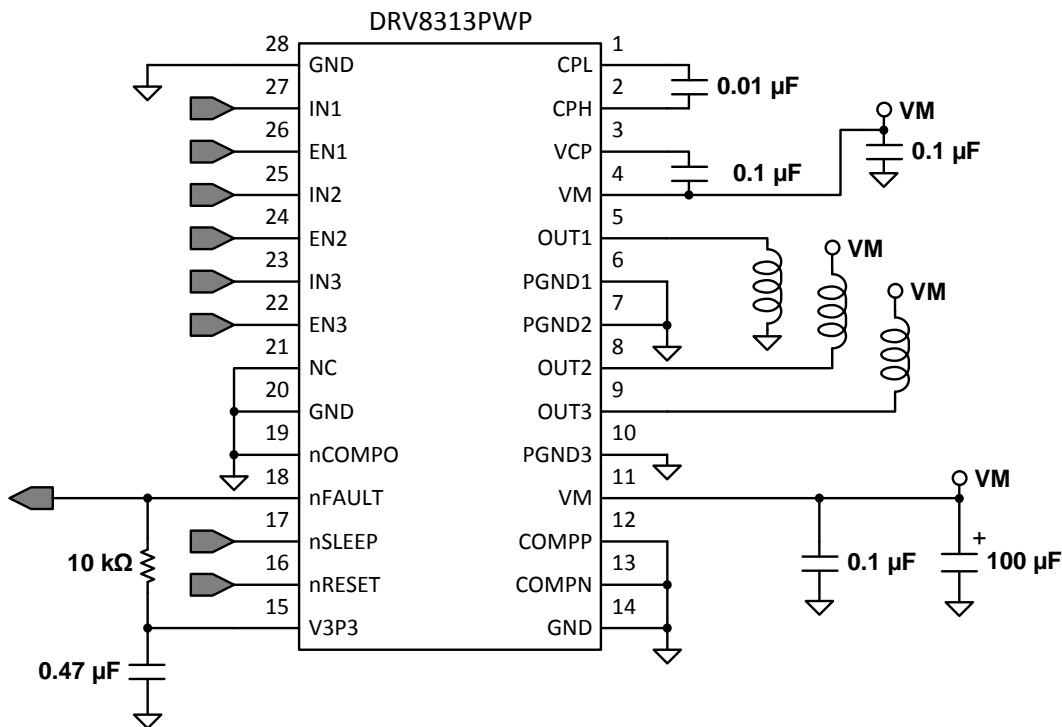 DRV8313PWP
28 GND CPL 1
27 IN1 CPH 2
0.01 µF
26 EN1 VCP 3
VM
0.1 µF
25 IN2 VM 4
0.1 µF
24 EN2 OUT1 5
23 IN3 PGND1 6
VM
22 EN3 PGND2 7
VM
21 NC OUT2 8
20 GND OUT3 9
19 nCOMPO PGND3 10
18 nFAULT VM 11
VM
17 nSLEEP COMPP 12
10 kΩ
16 nRESET COMPN 13
0.1 µF
+
100 µF
15 V3P3 GND 14
0.47 µF